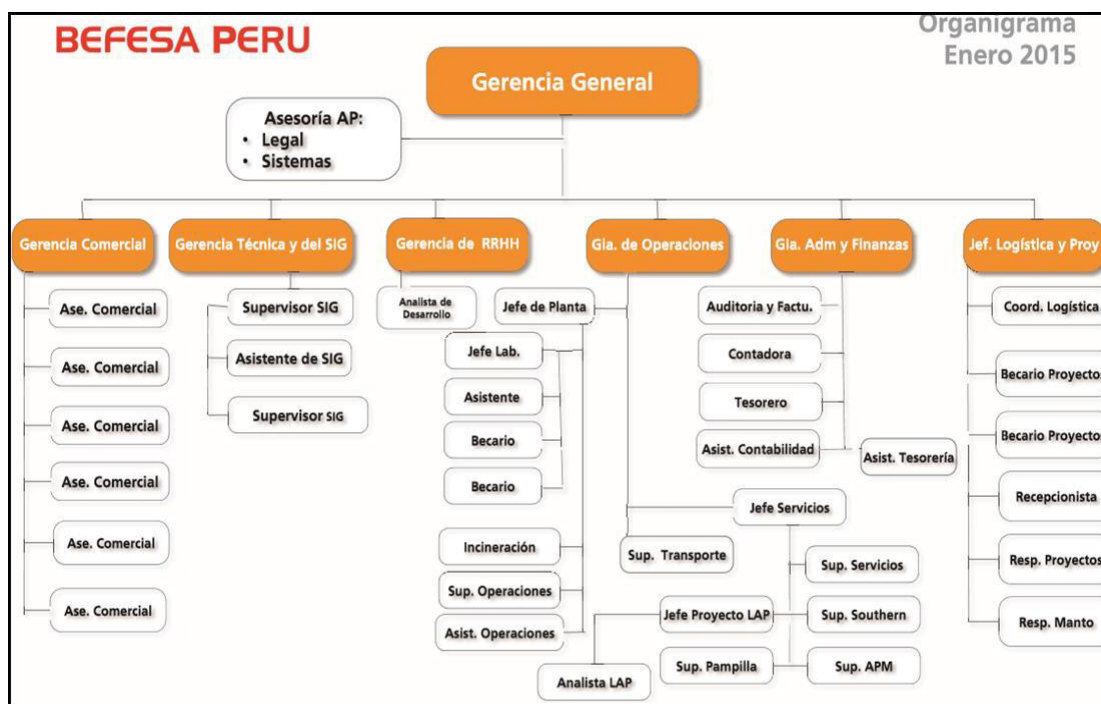 BEFESA PERU
Organigrama
Enero 2015
Gerencia General
Asesoría AP:
• Legal
• Sistemas
Gerencia Comercial
Gerencia Técnica y del SIG
Gerencia de RRHH
Gia. de Operaciones
Gia. Adm y Finanzas
Jef. Logística y Proy
Ase. Comercial
Ase. Comercial
Ase. Comercial
Ase. Comercial
Ase. Comercial
Ase. Comercial
Supervisor SIG
Asistente de SIG
Supervisor SIG
Analista de
Desarrollo
Jefe de Planta
Jefe Lab.
Asistente
Becario
Becario
Incineración
Sup. Operaciones
Asist. Operaciones
Sup. Transporte
Jefe Servicios
Sup. Servicios
Jefe Proyecto LAP
Sup. Southern
Sup. Pampilla
Sup. APM
Analista LAP
Auditoria y Factu.
Contadora
Tesorero
Asist. Contabilidad
Asist. Tesorería
Coord. Logística
Becario Proyectos
Becario Proyectos
Recepcionista
Resp. Proyectos
Resp. Manto